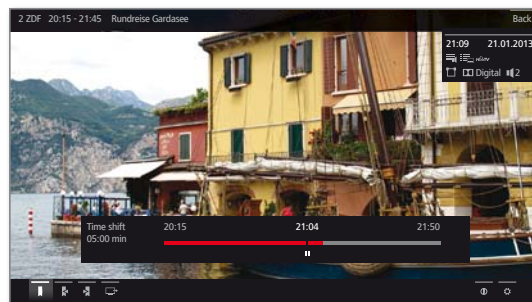 2 ZDF 20:15 - 21:45 Rundreise Gardasee
Back
21:09 21.01.2013
Digital 2
Time shift 20:15 21:04 21:50
05:00 min